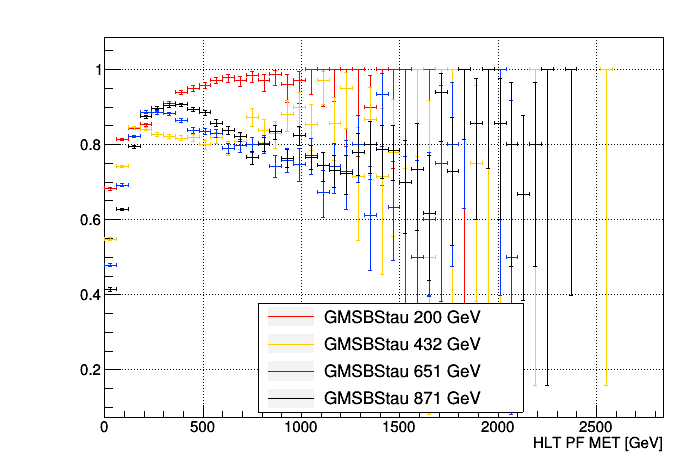 1
0.8
0.6
0.4
0.2
0
0 500 1000 1500 2000 2500
HLT PF MET [GeV]
GMSBStau 200 GeV
GMSBStau 432 GeV
GMSBStau 651 GeV
GMSBStau 871 GeV